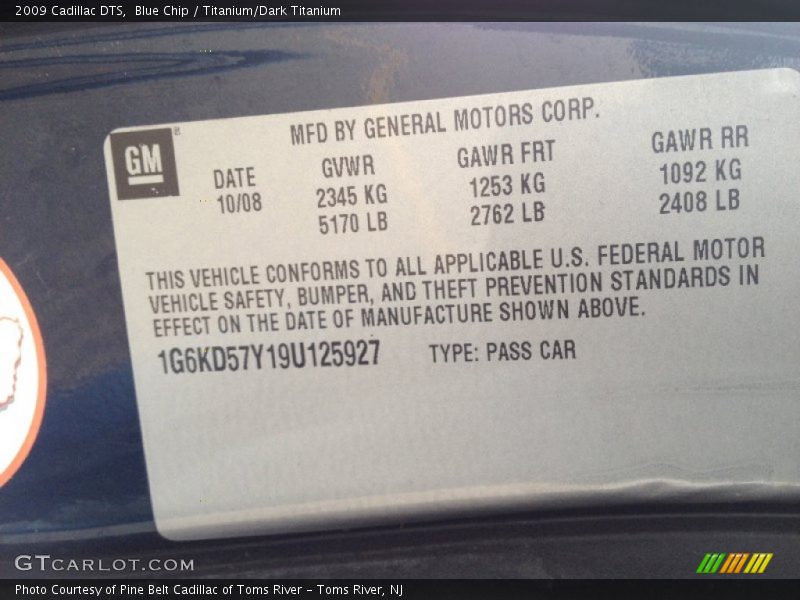 2009 Cadillac DTS, Blue Chip / Titanium/Dark Titanium
MFD BY GENERAL MOTORS CORP.
GM
DATE GVWR GAWR FRT GAWR RR
10/08 2345 KG 1253 KG 1092 KG
5170 LB 2762 LB 2408 LB
THIS VEHICLE CONFORMS TO ALL APPLICABLE U.S. FEDERAL MOTOR
VEHICLE SAFETY, BUMPER, AND THEFT PREVENTION STANDARDS IN
EFFECT ON THE DATE OF MANUFACTURE SHOWN ABOVE.
1G6KD57Y19U125927 TYPE: PASS CAR
GTCARLOT.COM
Photo Courtesy of Pine Belt Cadillac of Toms River – Toms River, NJ